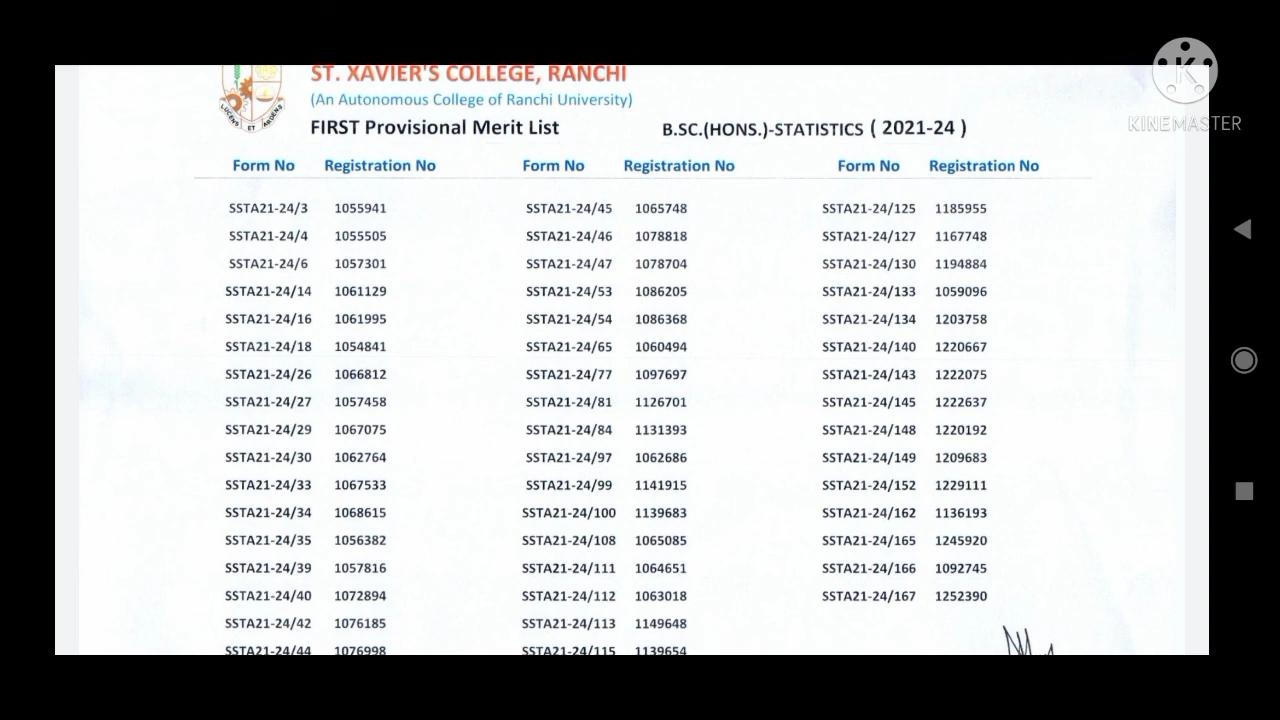 ST. XAVIER'S COLLEGE, RANCHI
(An Autonomous College of Ranchi University)
FIRST Provisional Merit List B.SC.(HONS.)-STATISTICS ( 2021-24 )
LUCENS ET ARDENS
KINEMASTER
Form No Registration No Form No Registration No Form No Registration No
SSTA21-24/3 1055941 SSTA21-24/45 1065748 SSTA21-24/125 1185955
SSTA21-24/4 1055505 SSTA21-24/46 1078818 SSTA21-24/127 1167748
SSTA21-24/6 1057301 SSTA21-24/47 1078704 SSTA21-24/130 1194884
SSTA21-24/14 1061129 SSTA21-24/53 1086205 SSTA21-24/133 1059096
SSTA21-24/16 1061995 SSTA21-24/54 1086368 SSTA21-24/134 1203758
SSTA21-24/18 1054841 SSTA21-24/65 1060494 SSTA21-24/140 1220667
SSTA21-24/26 1066812 SSTA21-24/77 1097697 SSTA21-24/143 1222075
SSTA21-24/27 1057458 SSTA21-24/81 1126701 SSTA21-24/145 1222637
SSTA21-24/29 1067075 SSTA21-24/84 1131393 SSTA21-24/148 1220192
SSTA21-24/30 1062764 SSTA21-24/97 1062686 SSTA21-24/149 1209683
SSTA21-24/33 1067533 SSTA21-24/99 1141915 SSTA21-24/152 1229111
SSTA21-24/34 1068615 SSTA21-24/100 1139683 SSTA21-24/162 1136193
SSTA21-24/35 1056382 SSTA21-24/108 1065085 SSTA21-24/165 1245920
SSTA21-24/39 1057816 SSTA21-24/111 1064651 SSTA21-24/166 1092745
SSTA21-24/40 1072894 SSTA21-24/112 1063018 SSTA21-24/167 1252390
SSTA21-24/42 1076185 SSTA21-24/113 1149648
SSTA21-24/44 1076998 SSTA21-24/115 1139654